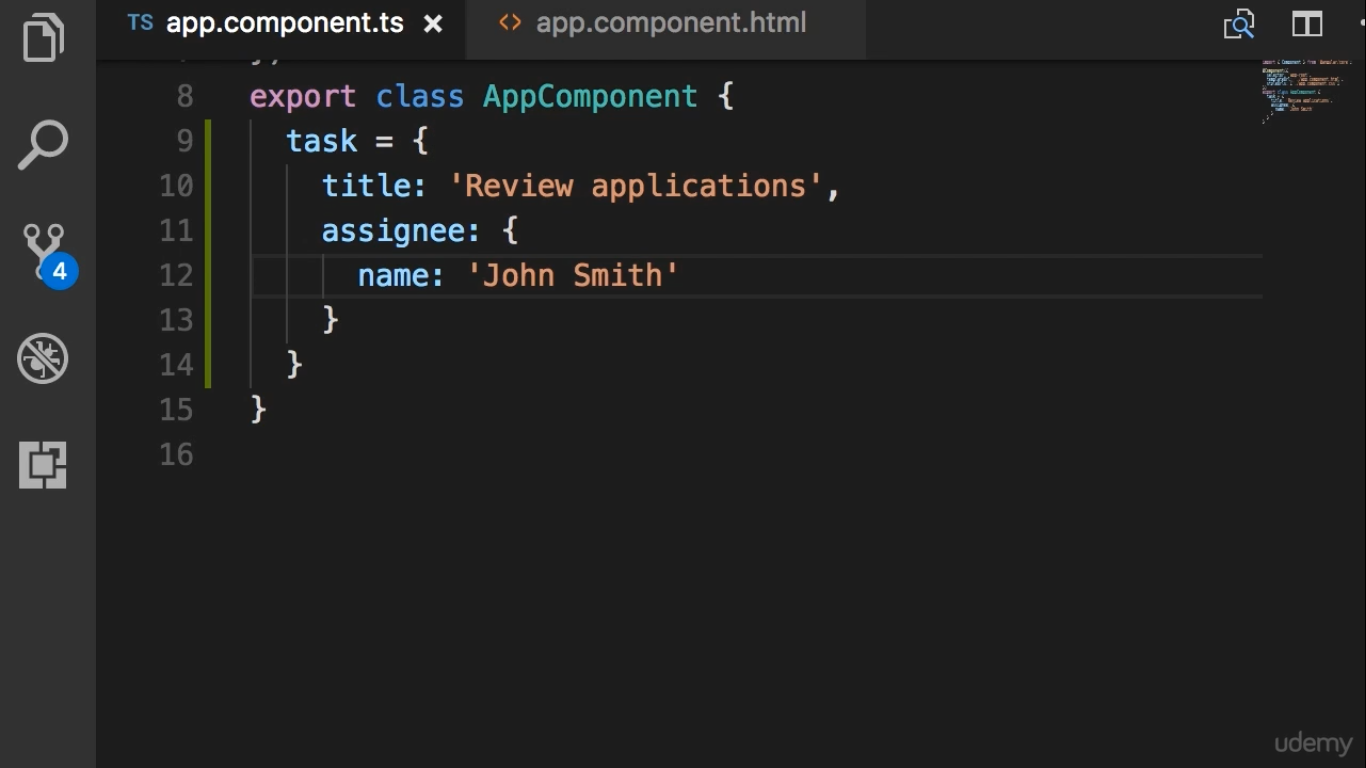 TS app.component.ts × <> app.component.html
8 export class AppComponent {
9 task = {
10 title: 'Review applications',
11 assignee: {
12 name: 'John Smith'
13 }
14 }
15 }
16
4
udemy